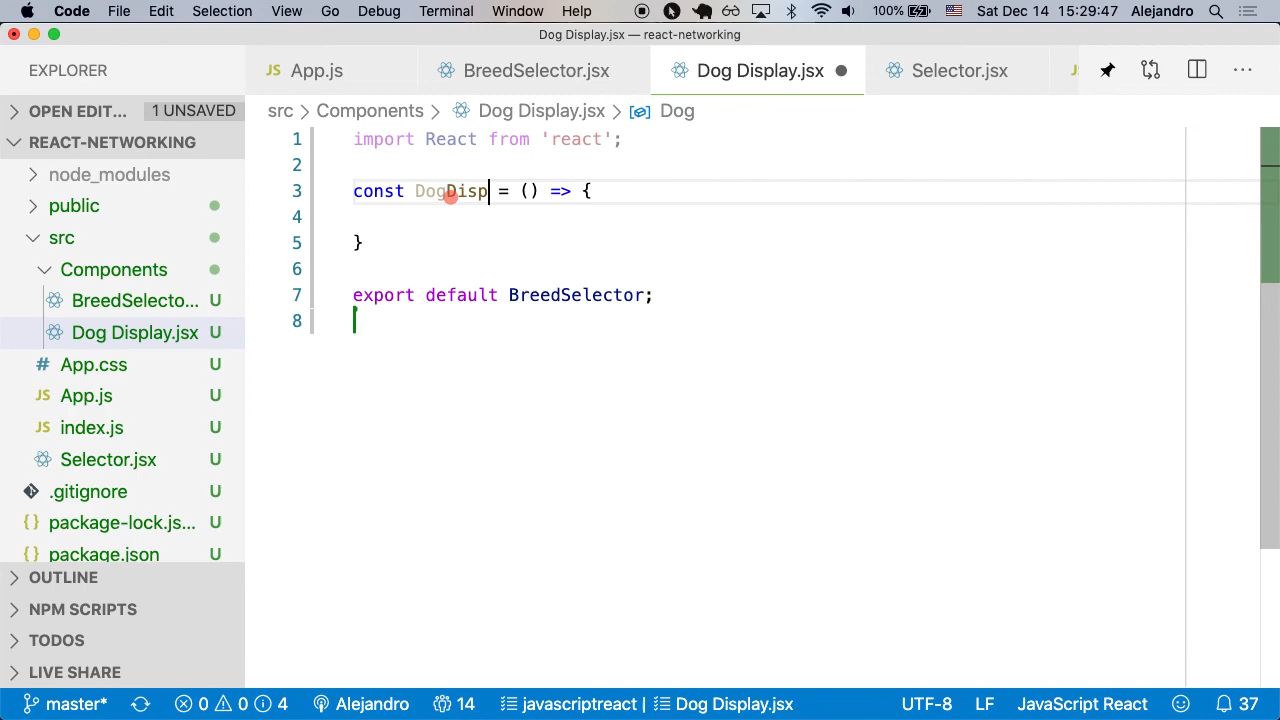 Code File Edit Selection View Go Debug Terminal Window Help 100% Sat Dec 14 15:29:47 Alejandro
Dog Display.jsx — react-networking
EXPLORER
JS App.js BreedSelector.jsx Dog Display.jsx Selector.jsx JS
OPEN EDIT... 1 UNSAVED
src Components Dog Display.jsx Dog
REACT-NETWORKING
node_modules
public
src
Components
BreedSelecto... U
Dog Display.jsx U
# App.css U
JS App.js U
JS index.js U
Selector.jsx U
.gitignore U
{} package-lock.js... U
{} package.json U
OUTLINE
NPM SCRIPTS
TODOS
LIVE SHARE
1 import React from 'react';
2
3 const DogDisp = () => {
4
5 }
6
7 export default BreedSelector;
8
master* 0 0 4 Alejandro 14 javascriptreact | Dog Display.jsx UTF-8 LF JavaScript React 37